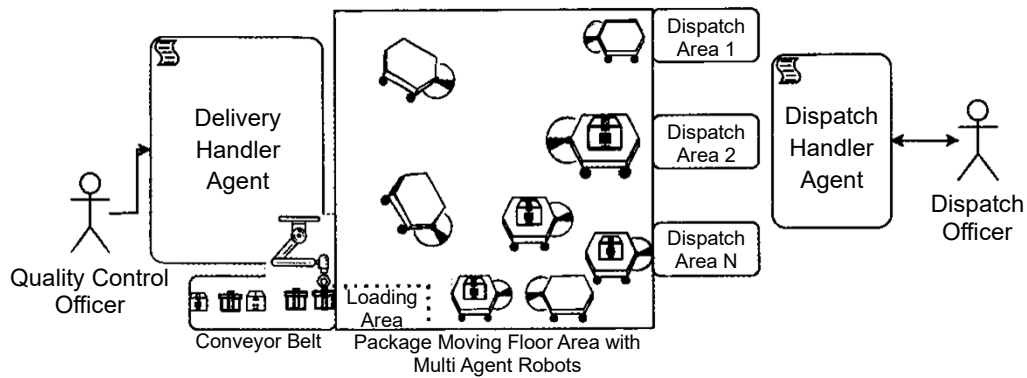 Delivery
Handler
Agent
Quality Control
Officer
Conveyor Belt
Loading
Area
Package Moving Floor Area with
Multi Agent Robots
Dispatch
Area 1
Dispatch
Area 2
Dispatch
Area N
Dispatch
Handler
Agent
Dispatch
Officer